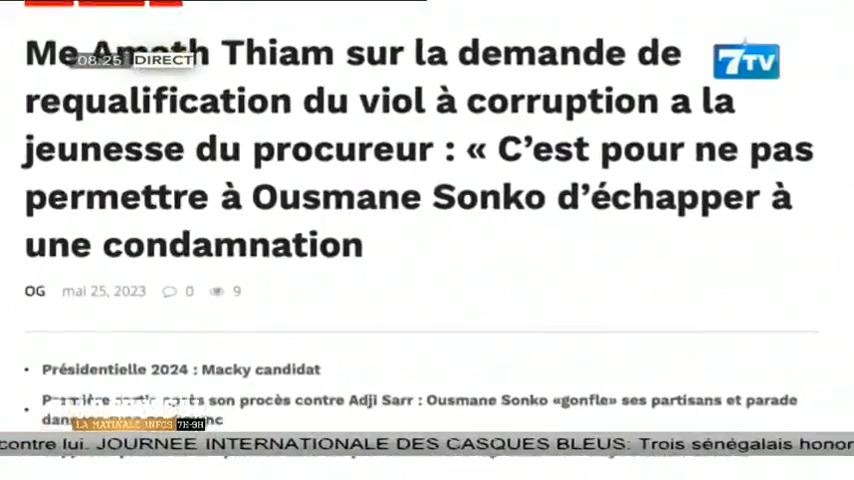 Me Amath Thiam sur la demande de
08:25 DIRECT
7TV
requalification du viol à corruption a la
jeunesse du procureur : « C'est pour ne pas
permettre à Ousmane Sonko d'échapper à
une condamnation
OG mai 25, 2023 0 9
• Présidentielle 2024 : Macky candidat
• Première après son procès contre Adji Sarr : Ousmane Sonko «gonfle» ses partisans et parade
LA MATINALE INFOS 7H-9H
contre lui. JOURNEE INTERNATIONALE DES CASQUES BLEUS: Trois sénégalais honor